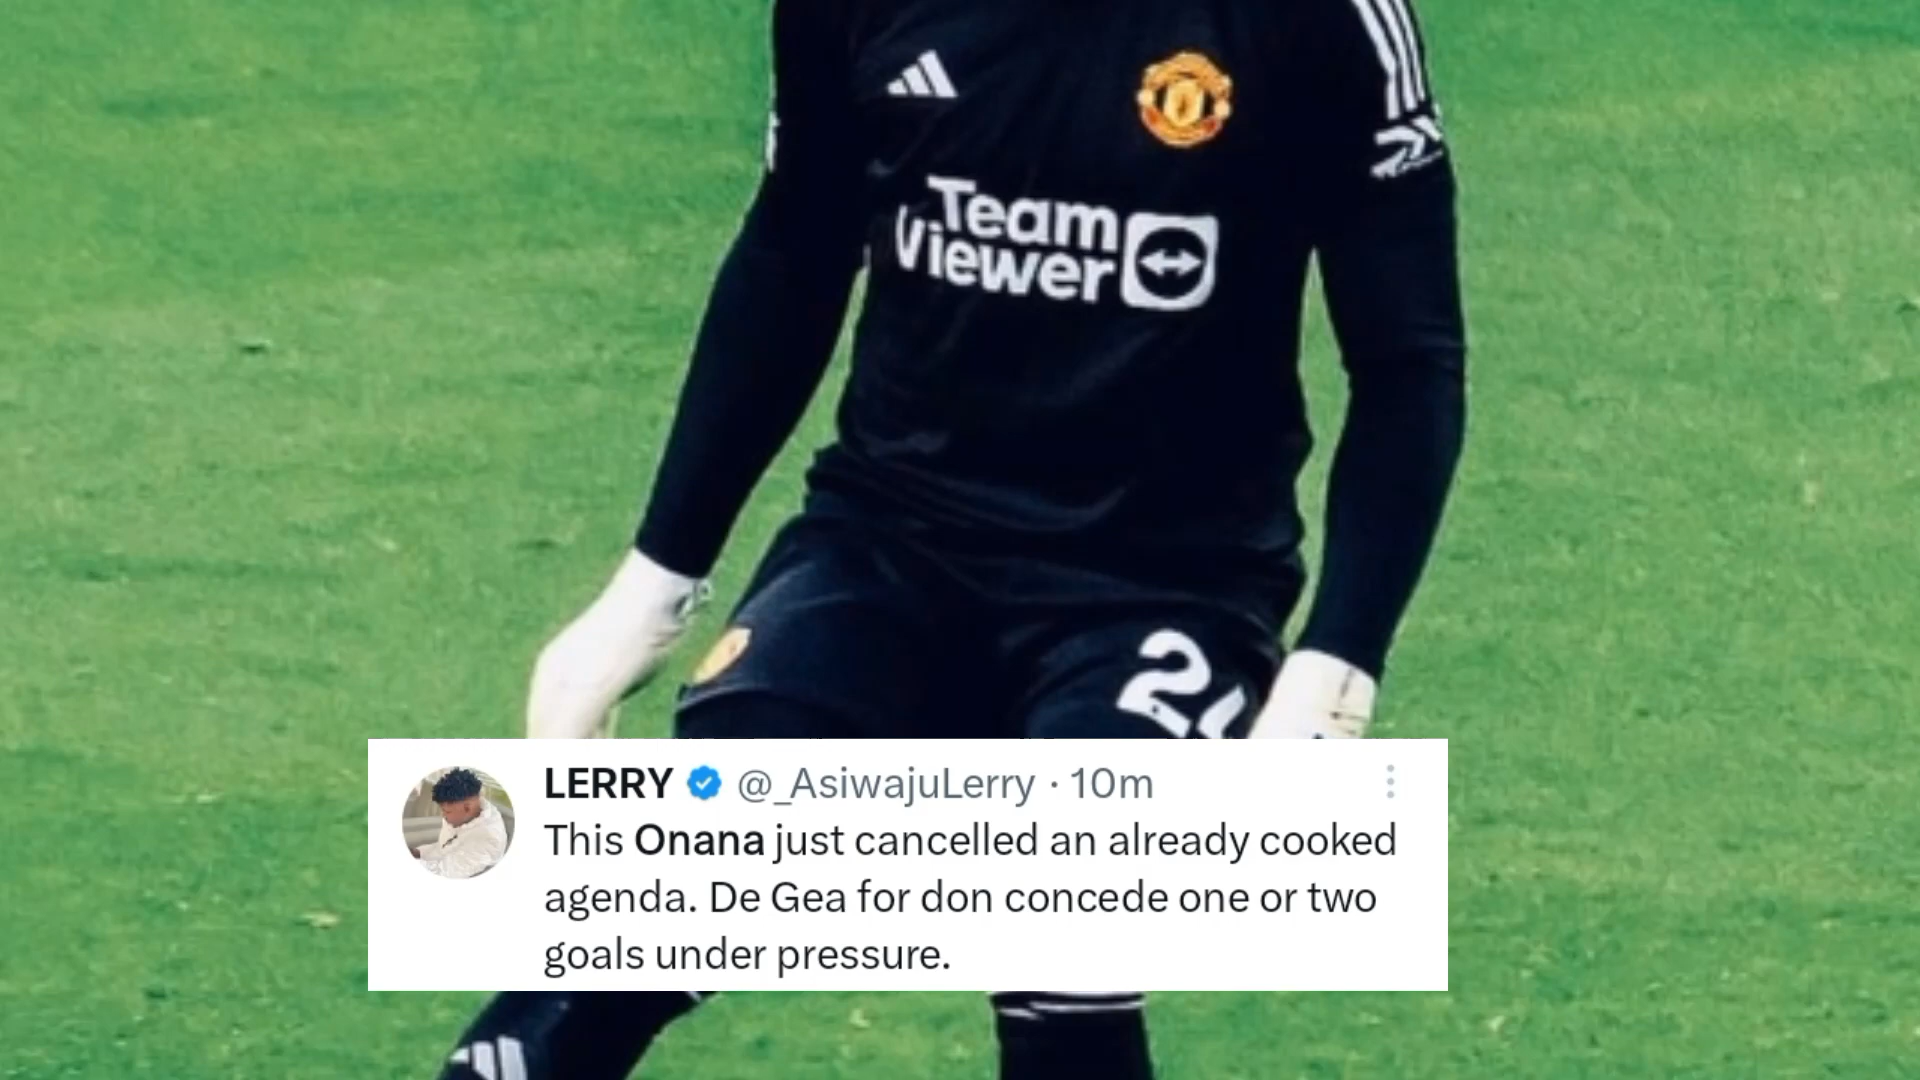 Team
Viewer
24
LERRY @_AsiwajuLerry · 10m
This Onana just cancelled an already cooked
agenda. De Gea for don concede one or two
goals under pressure.